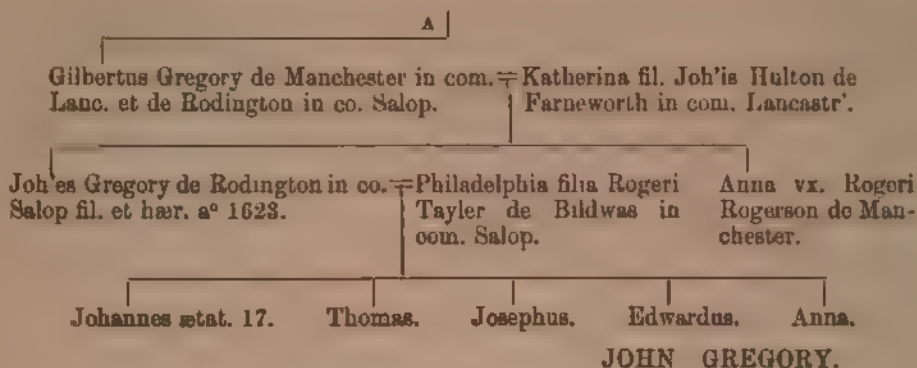 A
Gilbertus Gregory de Manchester in com. = Katherina fil. Joh'is Hulton de
Lanc. et de Rodington in co. Salop. Farneworth in com. Lancastr'.
Joh'es Gregory de Rodington in co. = Philadelphia filia Rogeri Anna vx. Rogeri
Salop fil. et hær. aº 1623. Tayler de Bildwas in Rogerson de Man-
com. Salop. chester.
Johannes ætat. 17. Thomas. Josephus. Edwardus. Anna.
JOHN GREGORY.